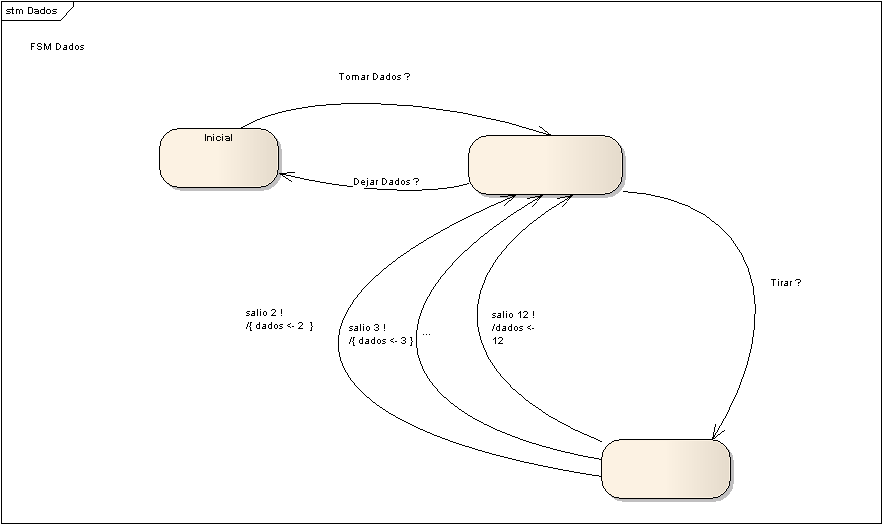 stm Dados
FSM Dados
Tomar Dados ?
Inicial
Dejar Dados ?
Tirar ?
salio 2 !
/{ dados <- 2 }
salio 3 !
/{ dados <- 3 }
...
salio 12 !
/dados <-
12